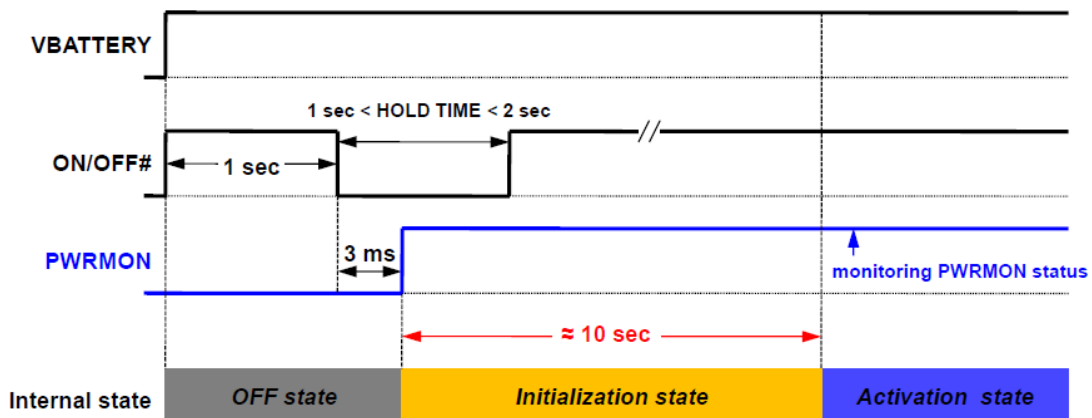 VBATTERY
1 sec < HOLD TIME < 2 sec
ON/OFF#
1 sec
PWRMON
3 ms
monitoring PWRMON status
≈ 10 sec
Internal state
OFF state
Initialization state
Activation state